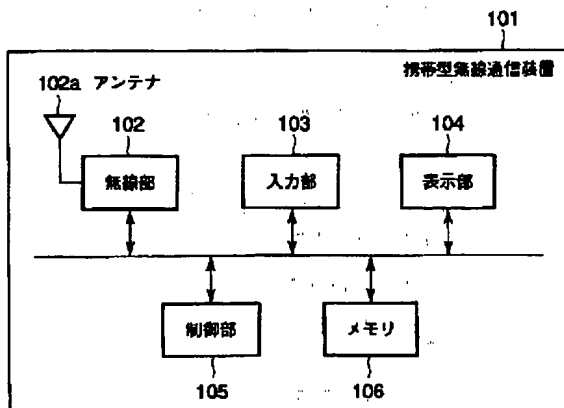 101
携帯型無線通信装置
102a アンテナ
102
103
104
無線部
入力部
表示部
制御部
メモリ
105
106